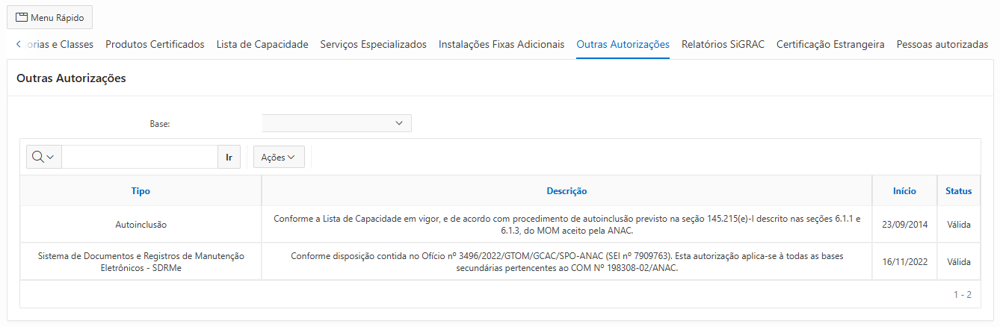 Menu Rápido
orias e Classes Produtos Certificados Lista de Capacidade Serviços Especializados Instalações Fixas Adicionais Outras Autorizações Relatórios SiGRAC Certificação Estrangeira Pessoas autorizadas
Outras Autorizações
Base:
Ir Ações
Tipo Descrição Início Status
Autoinclusão
Conforme a Lista de Capacidade em vigor, e de acordo com procedimento de autoinclusão previsto na seção 145.215(e)-I descrito nas seções 6.1.1 e
6.1.3, do MOM aceito pela ANAC.
23/09/2014 Válida
Sistema de Documentos e Registros de Manutenção
Eletrônicos - SDRMe
Conforme disposição contida no Ofício nº 3496/2022/GTOM/GCAC/SPO-ANAC (SEI nº 7909763). Esta autorização aplica-se à todas as bases
secundárias pertencentes ao COM Nº 198308-02/ANAC.
16/11/2022 Válida
1 - 2